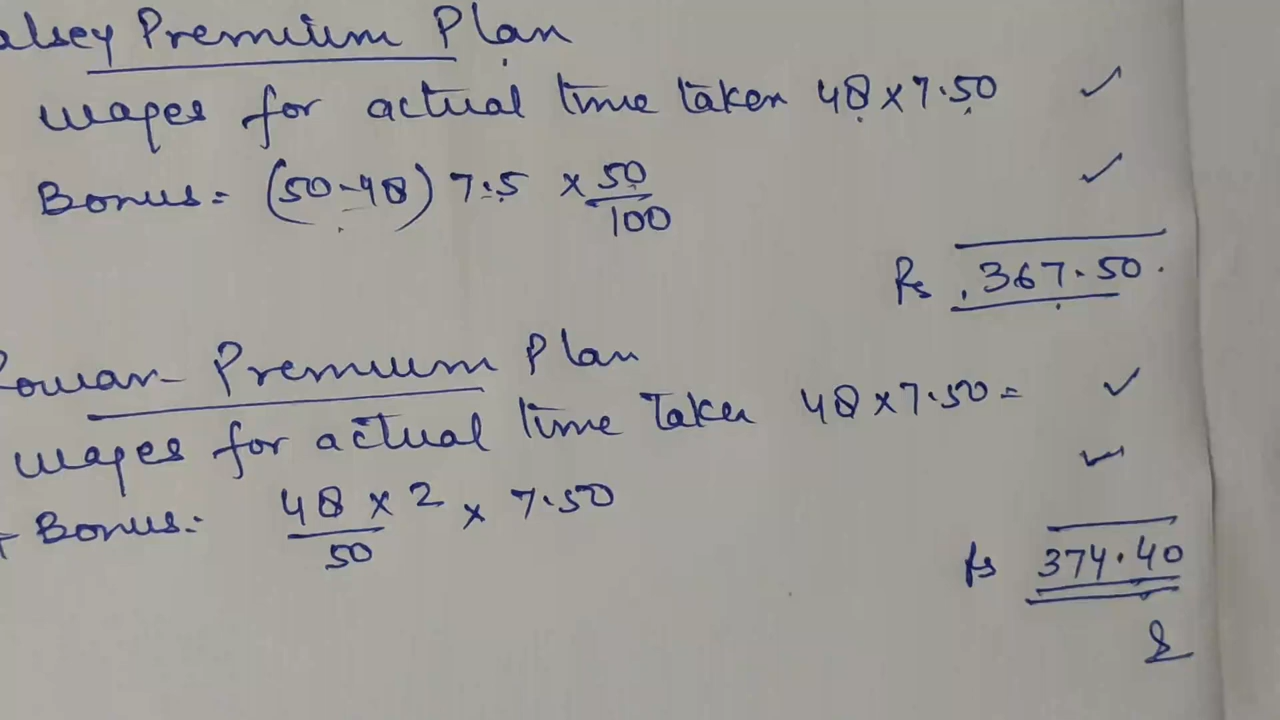 alsey Premium Plan
wages for actual time taken 48 x 7.50 ✓
Bonus = (50-48) 7.5 x 50/100 ✓
Rs .367.50.
Rowan - Premium Plan
wages for actual time Taken 48 x 7.50 = ✓
+ Bonus: 48 x 2/50 x 7.50 ✓
Rs 374.40